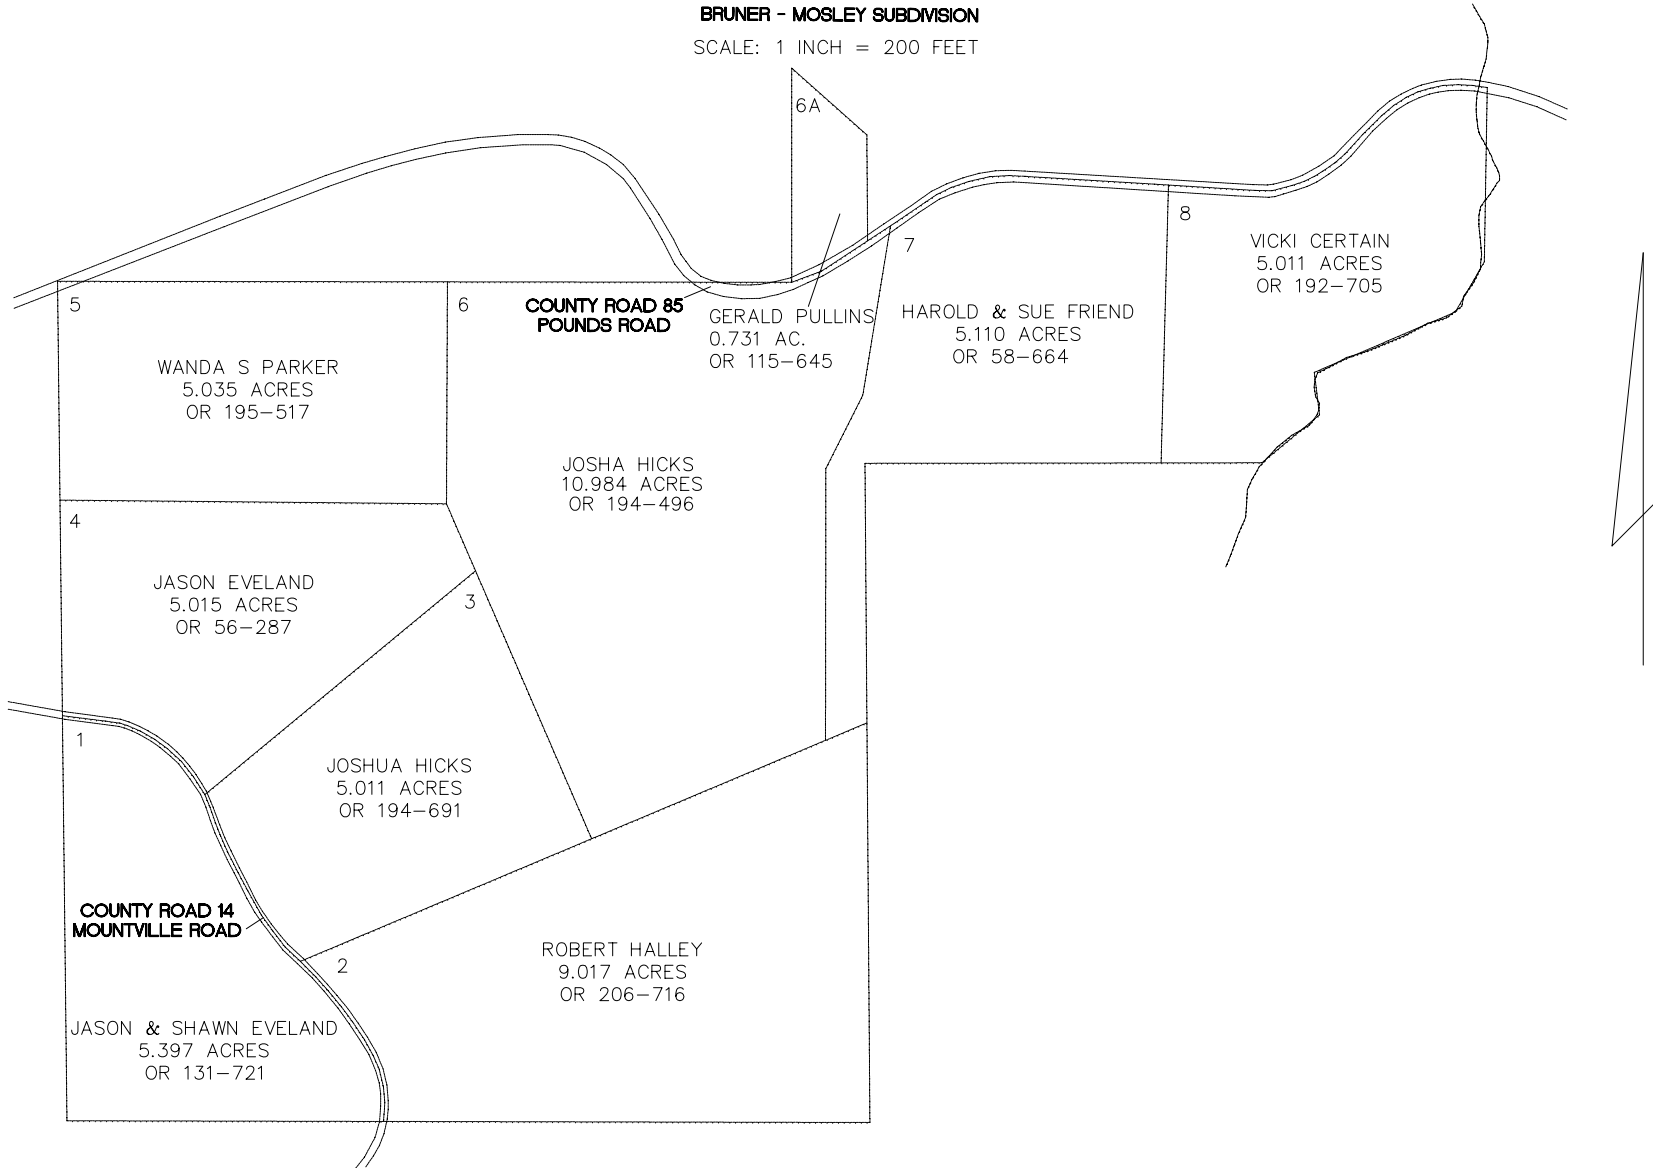 BRUNER - MOSLEY SUBDIVISION
SCALE: 1 INCH = 200 FEET
6A
8
7
VICKI CERTAIN
5.011 ACRES
OR 192-705
5
6
COUNTY ROAD 85
POUNDS ROAD
GERALD PULLINS
0.731 AC.
OR 115-645
HAROLD & SUE FRIEND
5.110 ACRES
OR 58-664
WANDA S PARKER
5.035 ACRES
OR 195-517
JOSHA HICKS
10.984 ACRES
OR 194-496
4
JASON EVELAND
5.015 ACRES
OR 56-287
3
1
JOSHUA HICKS
5.011 ACRES
OR 194-691
COUNTY ROAD 14
MOUNTVILLE ROAD
2
ROBERT HALLEY
9.017 ACRES
OR 206-716
JASON & SHAWN EVELAND
5.397 ACRES
OR 131-721